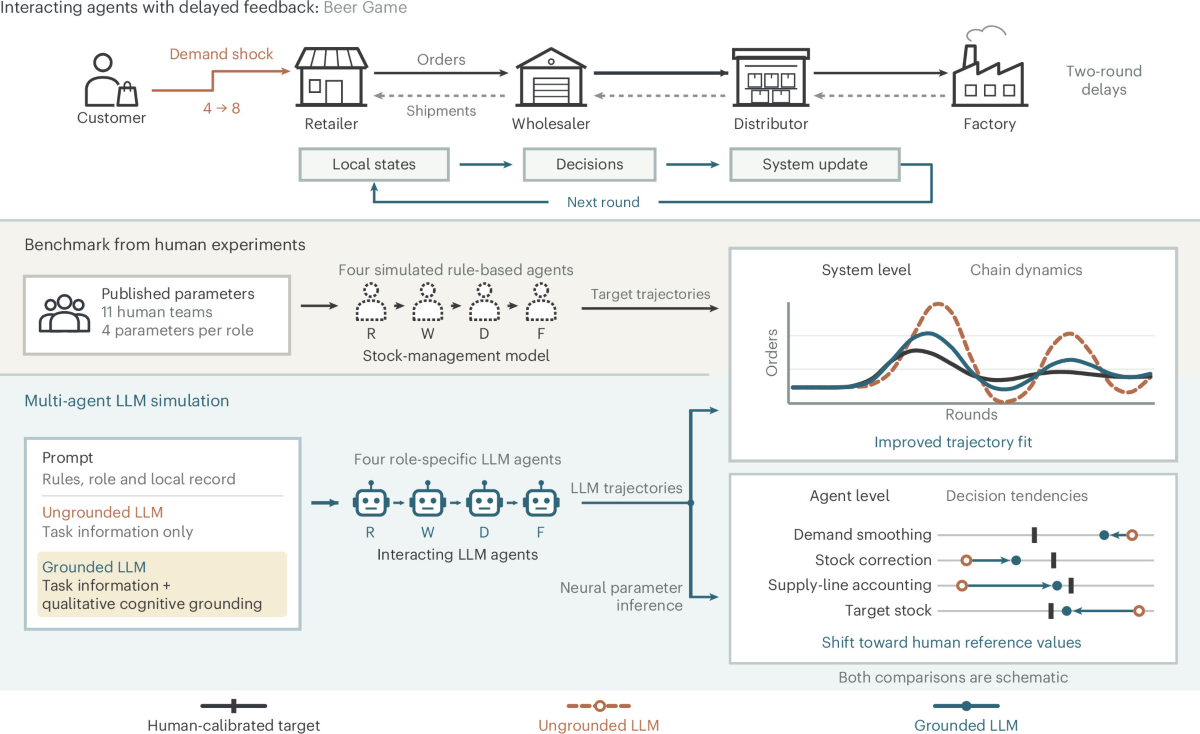 Interacting agents with delayed feedback: Beer Game
Demand shock
4 → 8
Customer
Orders
Shipments
Retailer
Wholesaler
Distributor
Factory
Two-round
delays
Local states
Decisions
System update
Next round
Benchmark from human experiments
Published parameters
11 human teams
4 parameters per role
Four simulated rule-based agents
R W D F
Stock-management model
Target trajectories
System level
Chain dynamics
Orders
Rounds
Improved trajectory fit
Multi-agent LLM simulation
Prompt
Rules, role and local record
Ungrounded LLM
Task information only
Grounded LLM
Task information +
qualitative cognitive grounding
Four role-specific LLM agents
R W D F
Interacting LLM agents
LLM trajectories
Neural parameter
inference
Agent level
Decision tendencies
Demand smoothing
Stock correction
Supply-line accounting
Target stock
Shift toward human reference values
Both comparisons are schematic
Human-calibrated target
Ungrounded LLM
Grounded LLM